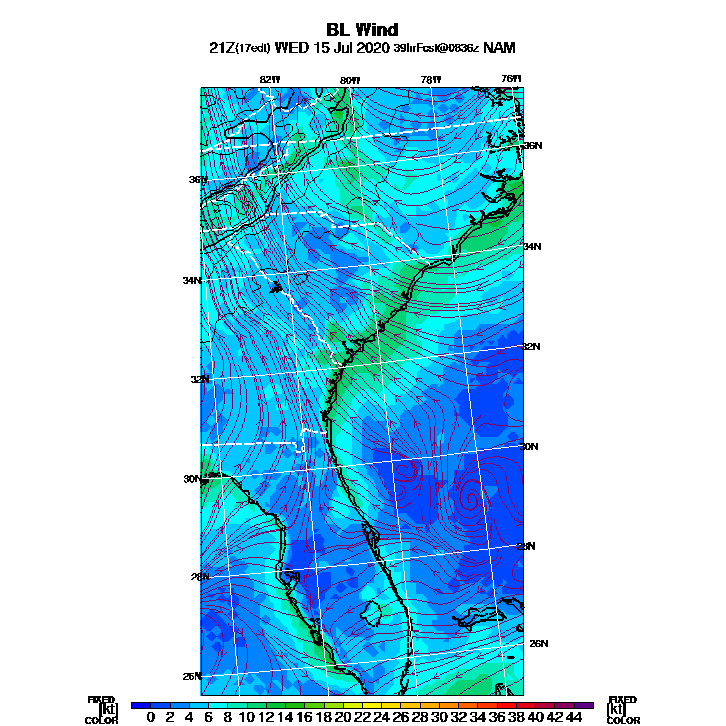 BL Wind
21Z(17edt) WED 15 Jul 2020 39hrFcst@0836z NAM
82W 80W 78W 76W
36N
36N
34N
34N
32N
32N
30N
30N
28N
28N
26N
26N
FIXED FIXED
[kt] 0 2 4 6 8 10 12 14 16 18 20 22 24 26 28 30 32 34 36 38 40 42 44 [kt]
COLOR COLOR